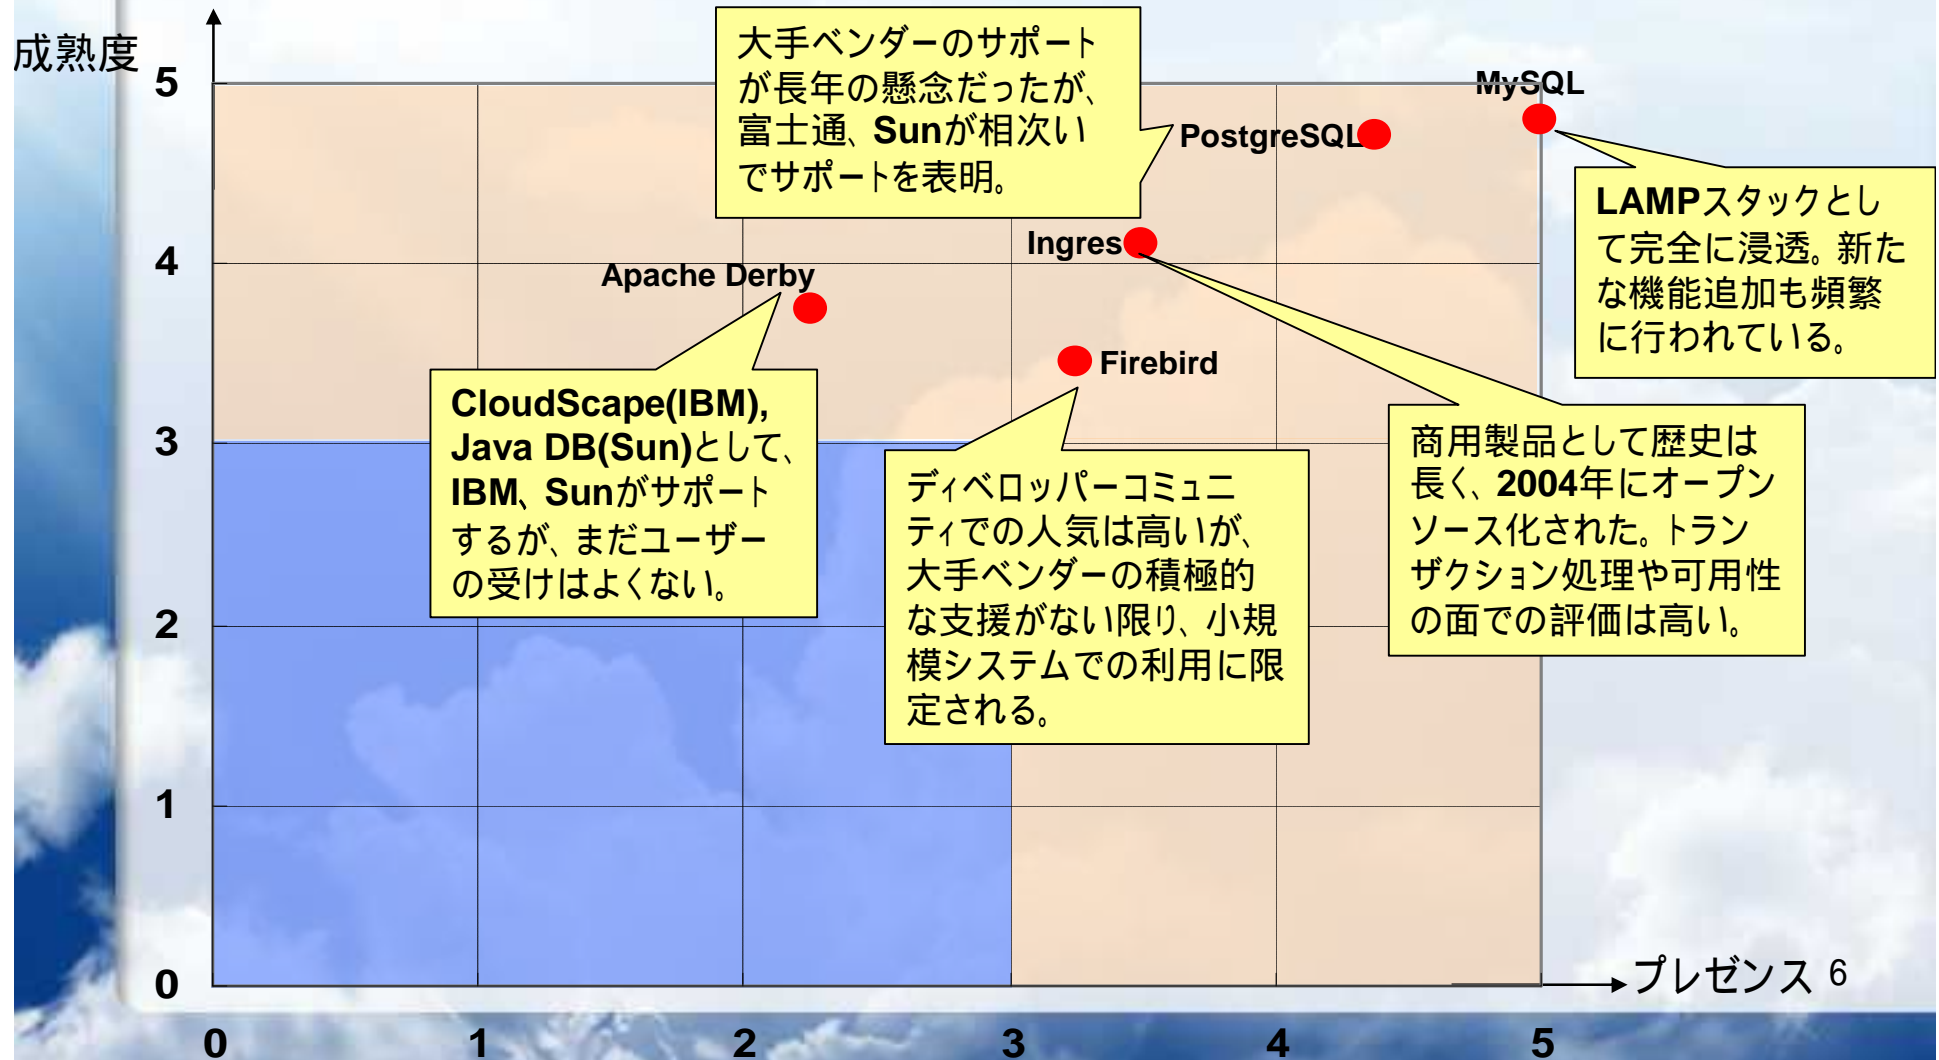 成熟度
5
4
3
2
1
0
0
1
2
3
4
5
プレゼンス
6
大手ベンダーのサポート
が長年の懸念だったが、
富士通、Sunが相次い
でサポートを表明。
MySQL
PostgreSQL
LAMPスタックとし
て完全に浸透。新た
な機能追加も頻繁
に行われている。
Ingres
Apache Derby
Firebird
CloudScape(IBM),
Java DB(Sun)として、
IBM、Sunがサポート
するが、まだユーザー
の受けはよくない。
ディベロッパーコミュニ
ティでの人気は高いが、
大手ベンダーの積極的
な支援がない限り、小規
模システムでの利用に限
定される。
商用製品として歴史は
長く、2004年にオープン
ソース化された。トラン
ザクション処理や可用性
の面での評価は高い。